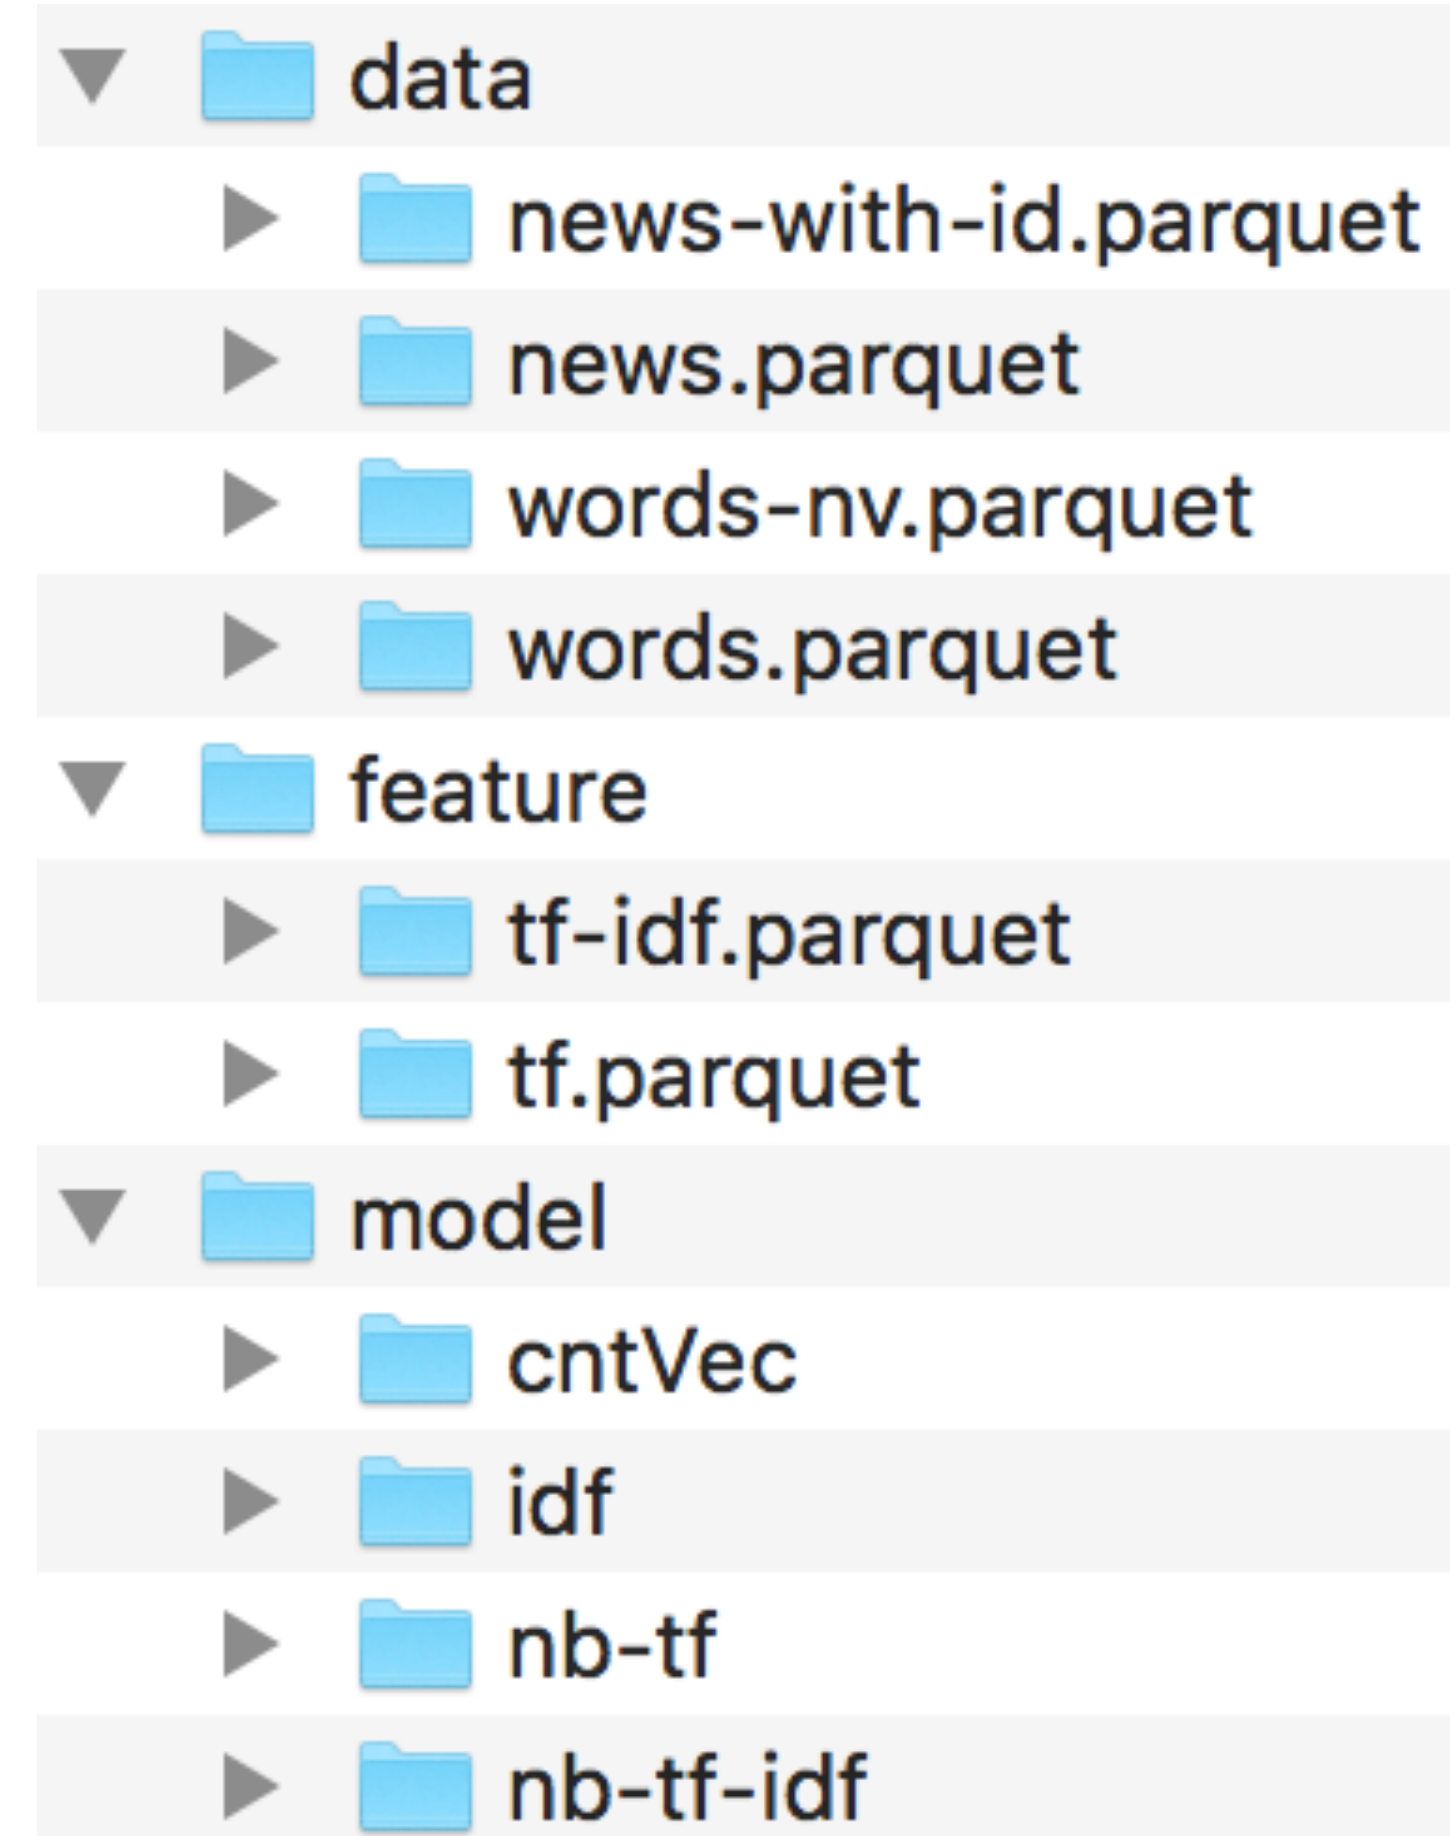 data
news-with-id.parquet
news.parquet
words-nv.parquet
words.parquet
feature
tf-idf.parquet
tf.parquet
model
cntVec
idf
nb-tf
nb-tf-idf